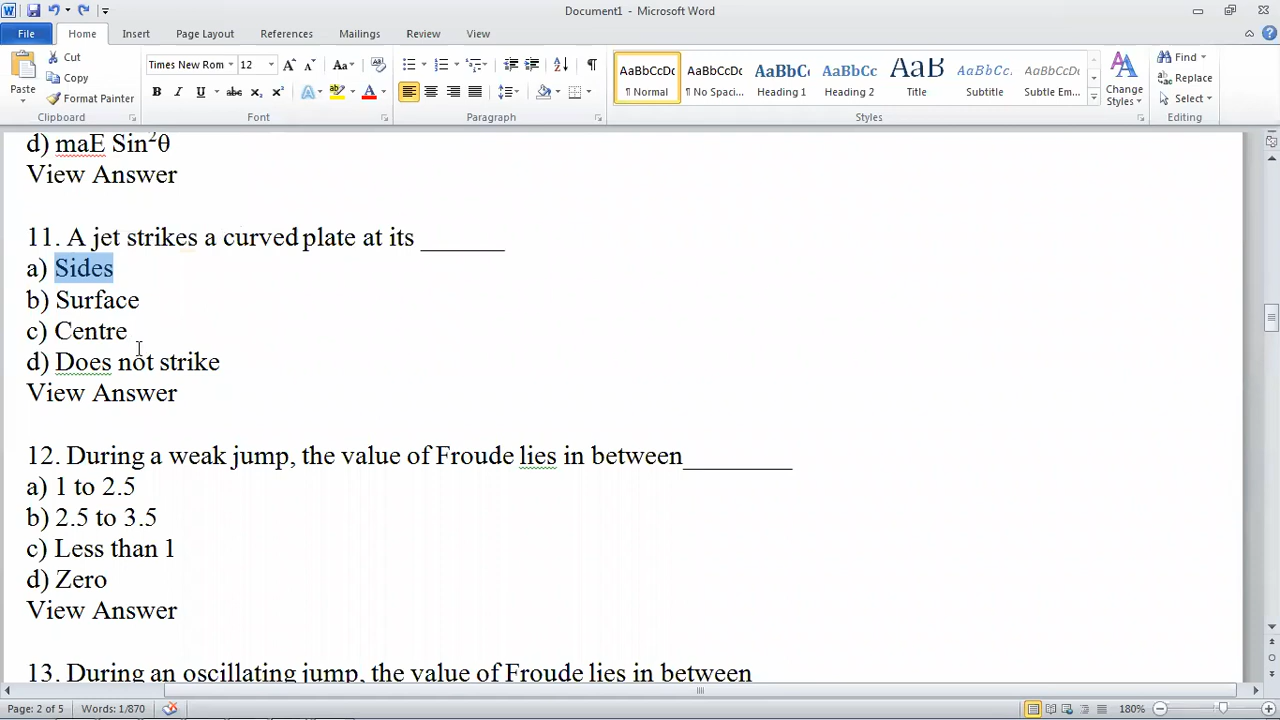 Document1 - Microsoft Word
File Home Insert Page Layout References Mailings Review View
Paste
Cut
Copy
Format Painter
Clipboard
Times New Rom 12
Font
Paragraph
AaBbCcDc AaBbCcDc AaBbCc AaBbCc AaB AaBbCc. AaBbCcDc
¶ Normal ¶ No Spaci... Heading 1 Heading 2 Title Subtitle Subtle Em...
Change Styles
Styles
Find
Replace
Select
Editing
d) maE Sin²θ
View Answer
11. A jet strikes a curved plate at its _______
a) Sides
b) Surface
c) Centre
d) Does not strike
View Answer
12. During a weak jump, the value of Froude lies in between_________
a) 1 to 2.5
b) 2.5 to 3.5
c) Less than 1
d) Zero
View Answer
13. During an oscillating jump, the value of Froude lies in between
Page: 2 of 5 Words: 1/870 180%